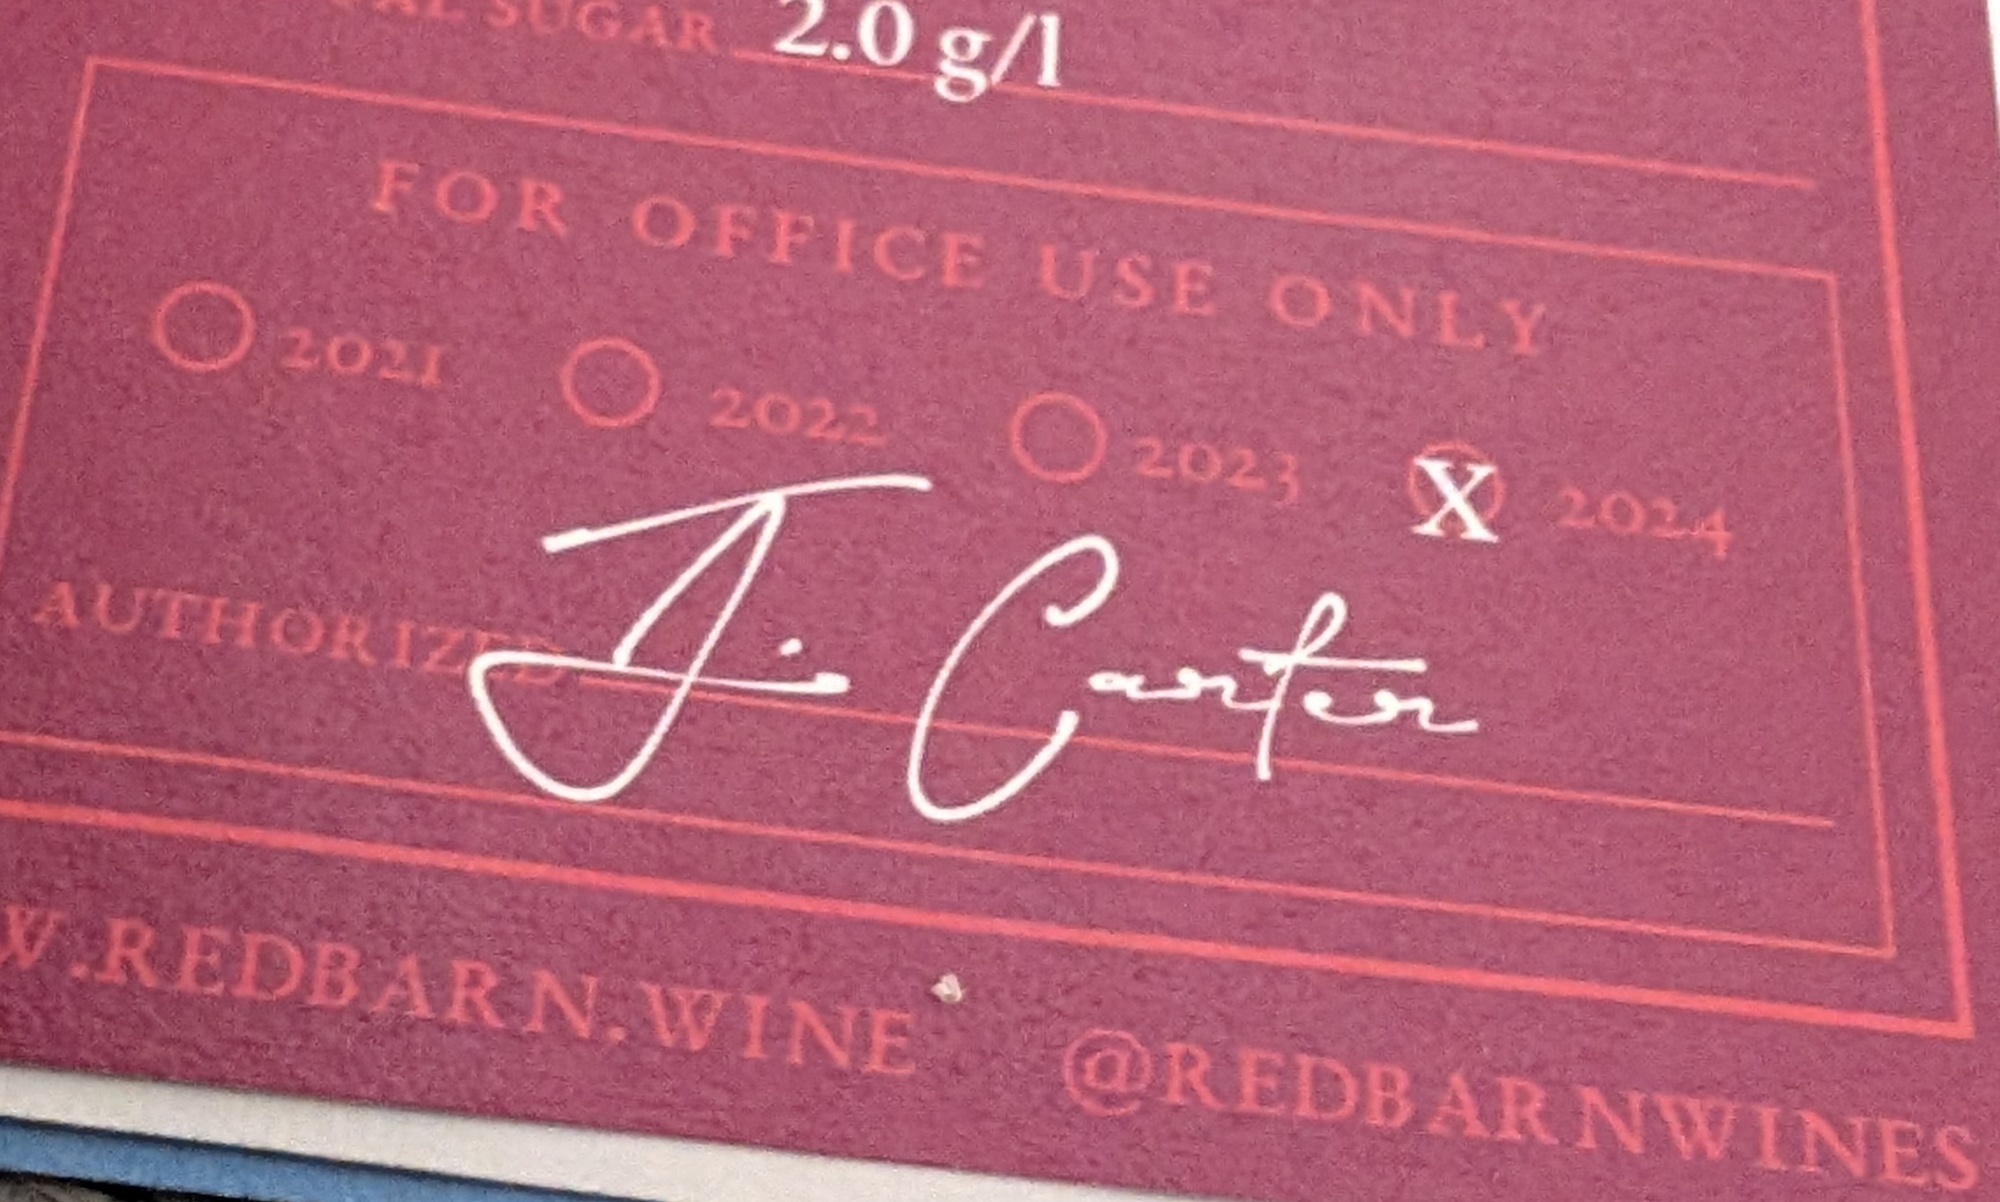 SUGAR 2.0 g/l
FOR OFFICE USE ONLY
2021 2022 2023 X 2024
AUTHORIZED Carter
W.REDBARN.WINE @REDBARNWINES